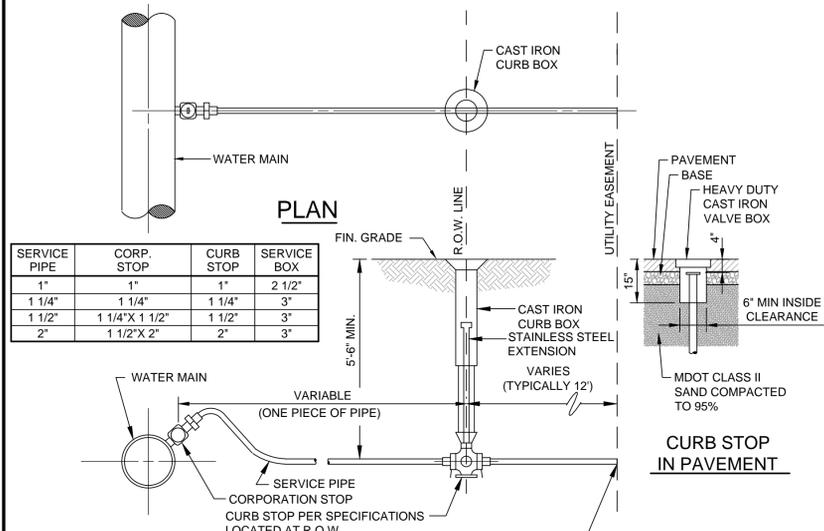 CAST IRON
CURB BOX
WATER MAIN
PLAN
R.O.W. LINE
UTILITY EASEMENT
PAVEMENT
BASE
HEAVY DUTY
CAST IRON
VALVE BOX
4"
15"
6" MIN INSIDE
CLEARANCE
MDOT CLASS II
SAND COMPACTED
TO 95%
CURB STOP
IN PAVEMENT
SERVICE PIPE CORP. STOP CURB STOP SERVICE BOX
1" 1" 1" 2 1/2"
1 1/4" 1 1/4" 1 1/4" 3"
1 1/2" 1 1/4"X 1 1/2" 1 1/2" 3"
2" 1 1/2"X 2" 2" 3"
FIN. GRADE
5'-6" MIN.
CAST IRON
CURB BOX
STAINLESS STEEL
EXTENSION
VARIES
(TYPICALLY 12')
WATER MAIN
VARIABLE
(ONE PIECE OF PIPE)
SERVICE PIPE
CORPORATION STOP
CURB STOP PER SPECIFICATIONS
LOCATED AT R.O.W.